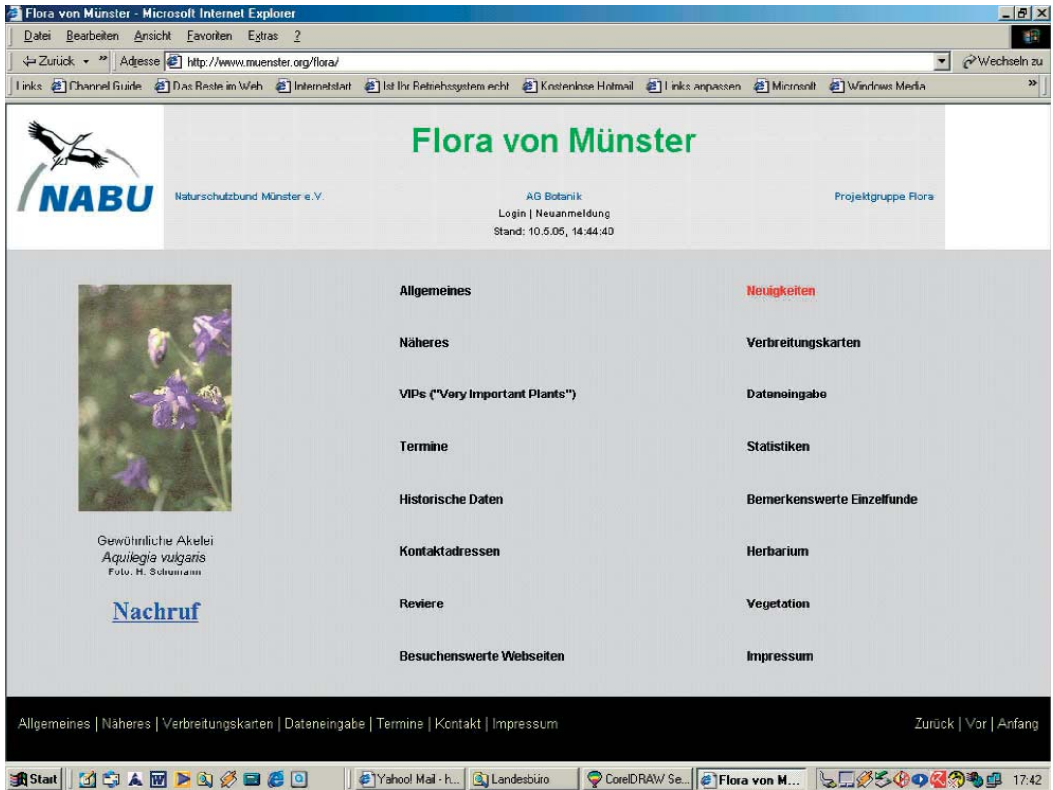 Flora von Münster - Microsoft Internet Explorer
Datei Bearbeiten Ansicht Favoriten Extras ?
Zurück » Adresse http://www.muenster.org/flora/ Wechseln zu
Links Channel Guide Das Beste im Web Internetstart Ist Ihr Betriebssystem echt Kostenlose Hotmail Links anpassen Microsoft Windows Media »
Flora von Münster
NABU
Naturschutzbund Münster e.V. AG Botanik Projektgruppe Flora
Login | Neuanmeldung
Stand: 10.5.05, 14:44:40
Allgemeines Neuigkeiten
Näheres Verbreitungskarten
VIPs ("Very Important Plants") Dateneingabe
Termine Statistiken
Historische Daten Bemerkenswerte Einzelfunde
Gewöhnliche Akelei
Aquilegia vulgaris
Foto: H. Schumann
Kontaktadressen Herbarium
Nachruf
Reviere Vegetation
Besuchenswerte Webseiten Impressum
Allgemeines | Näheres | Verbreitungskarten | Dateneingabe | Termine | Kontakt | Impressum Zurück | Vor | Anfang
Start Yahoo! Mail - h... Landesbüro CorelDRAW Se... Flora von M... 17:42